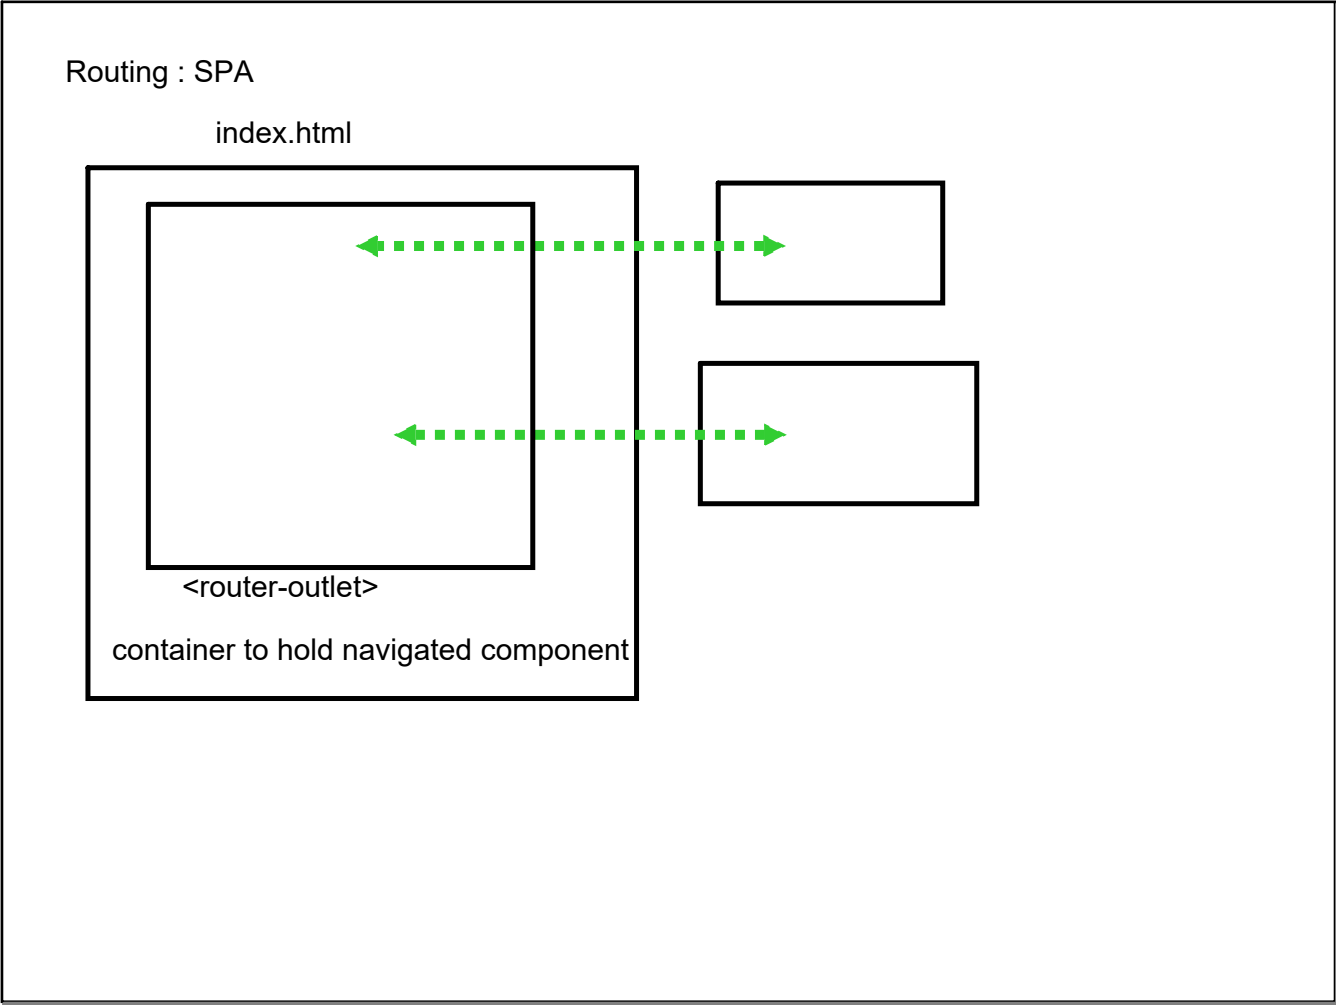 Routing : SPA
index.html
<router-outlet>
container to hold navigated component